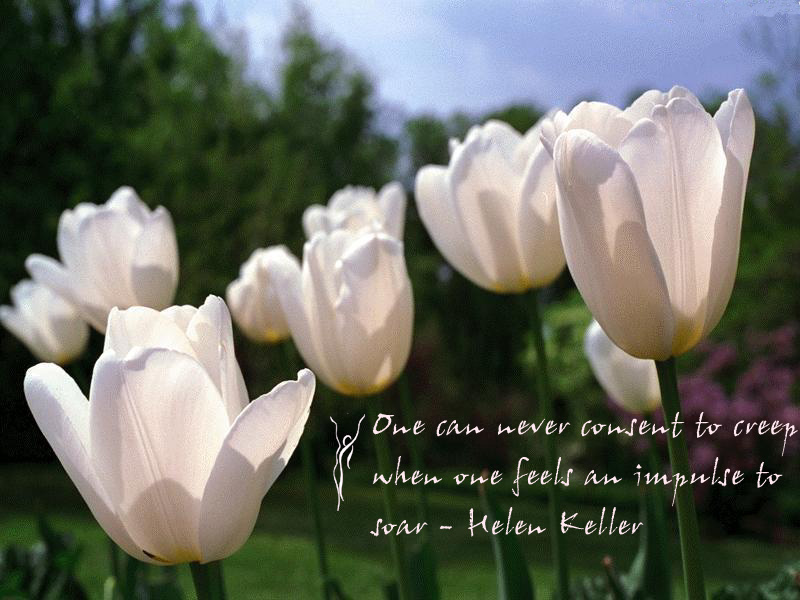 One can never consent to creep
when one feels an impulse to
soar - Helen Keller